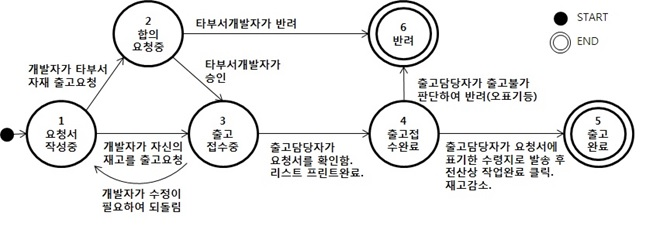 START
END
2
합의
요청중
타부서개발자가 반려
6
반려
개발자가 타부서
자재 출고요청
타부서개발자가
승인
출고담당자가 출고불가
판단하여 반려(오표기등)
1
요청서
작성중
개발자가 자신의
재고를 출고요청
3
출고
접수중
출고담당자가
요청서를 확인함.
리스트 프린트완료.
4
출고접
수완료
출고담당자가 요청서에
표기한 수령지로 발송 후
전산상 작업완료 클릭.
재고감소.
5
출고
완료
개발자가 수정이
필요하여 되돌림